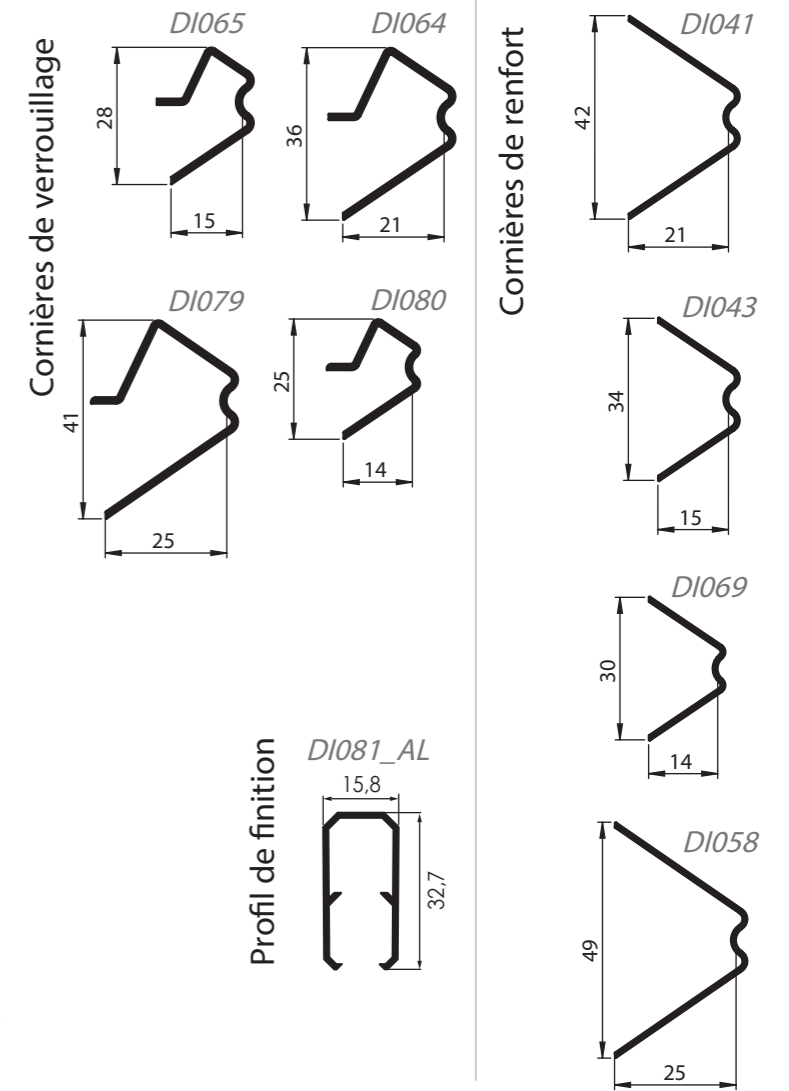 Cornières de verrouillage
DI065
28
15
DI064
36
21
DI079
41
25
DI080
25
14
Profil de finition
DI081_AL
15,8
32,7
Cornières de renfort
DI041
42
21
DI043
34
15
DI069
30
14
DI058
49
25